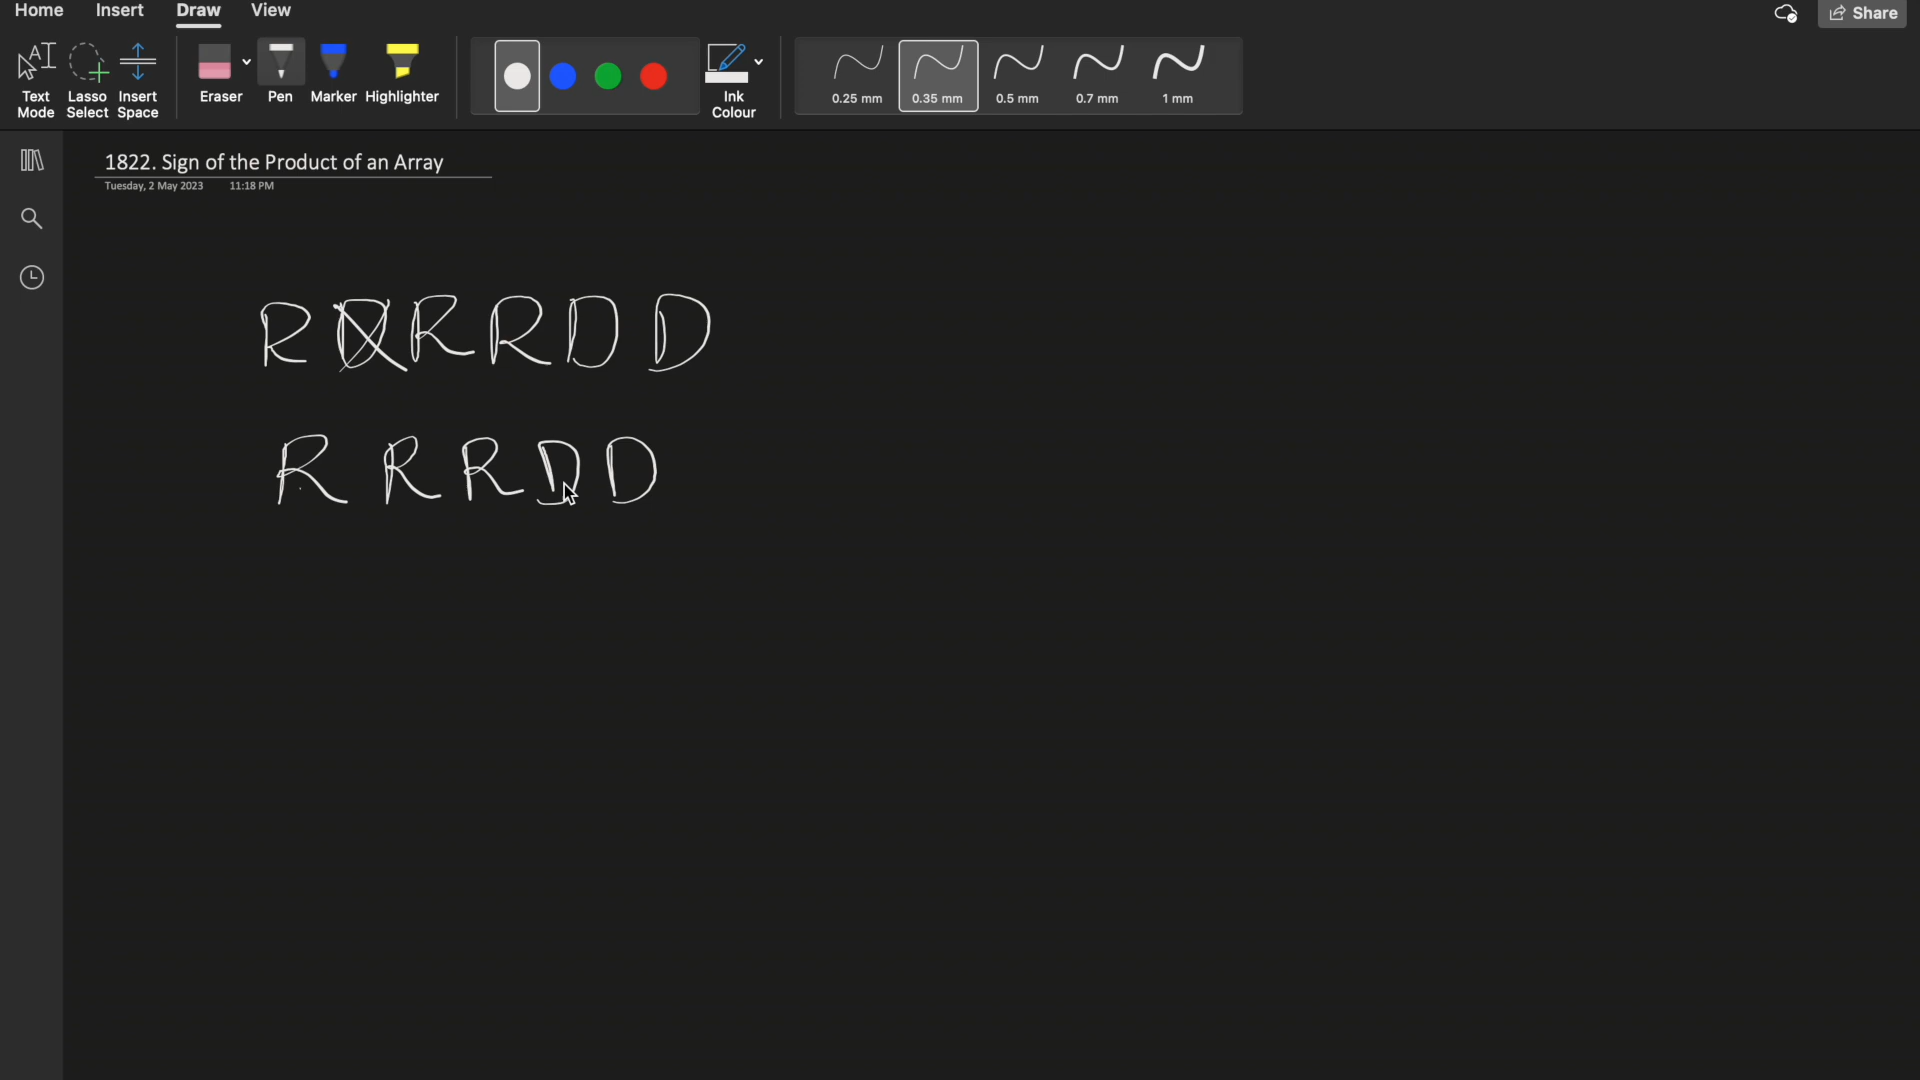 Home Insert Draw View Share
Text Mode Lasso Select Insert Space Eraser Pen Marker Highlighter Ink Colour 0.25 mm 0.35 mm 0.5 mm 0.7 mm 1 mm
1822. Sign of the Product of an Array
Tuesday, 2 May 2023 11:18 PM
R D R R D D
R R R D D